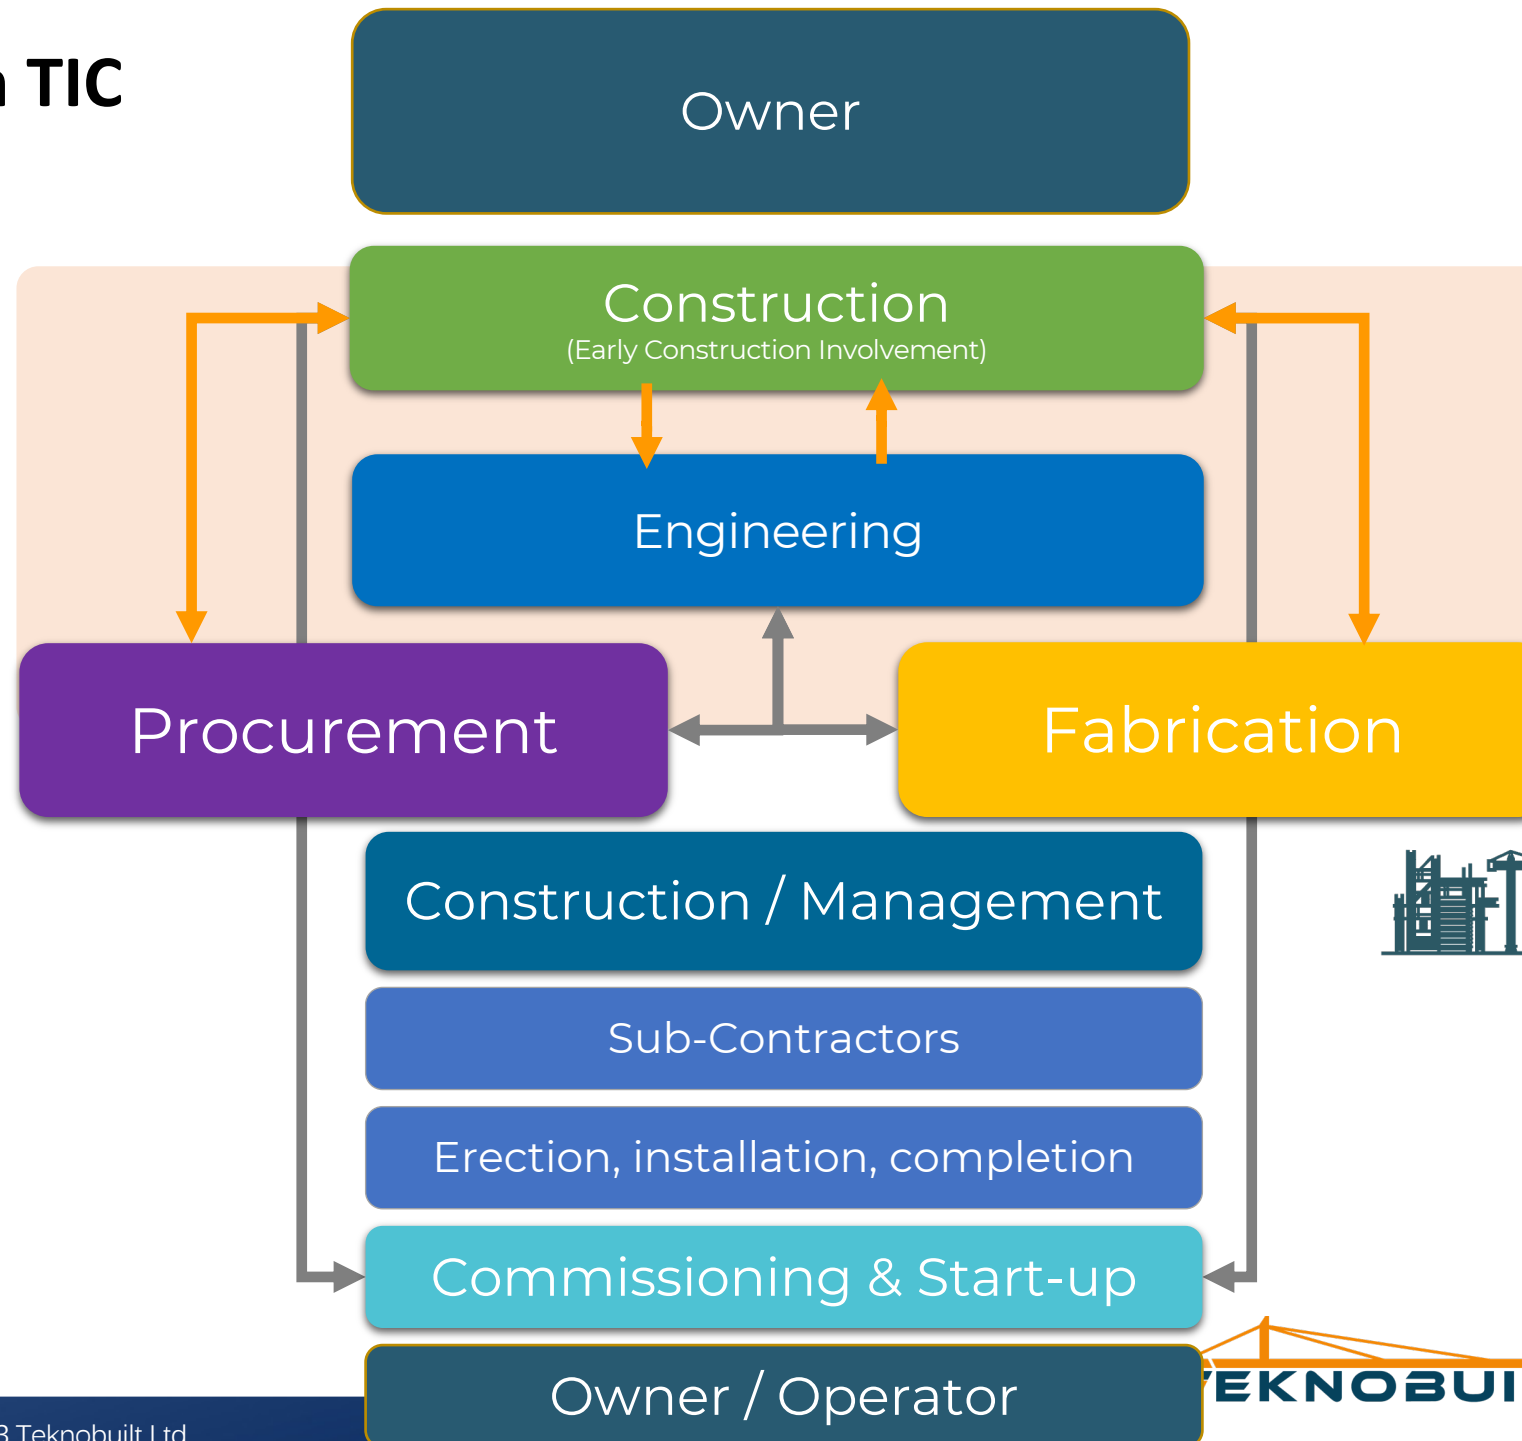 TIC
Owner
Construction
(Early Construction Involvement)
Engineering
Procurement
Fabrication
Construction / Management
Sub-Contractors
Erection, installation, completion
Commissioning & Start-up
Owner / Operator
EKNOBUI
3 Teknobuilt Ltd